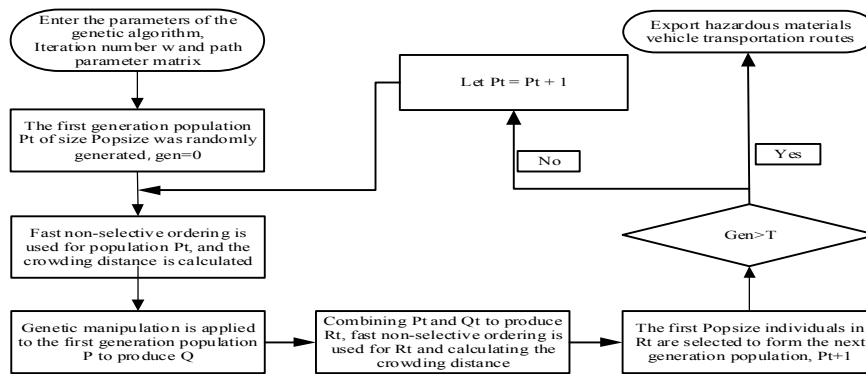 Enter the parameters of the
genetic algorithm,
Iteration number w and path
parameter matrix
The first generation population
Pt of size Popsize was randomly
generated, gen=0
Fast non-selective ordering is
used for population Pt, and the
crowding distance is calculated
Genetic manipulation is applied
to the first generation population
P to produce Q
Combining Pt and Qt to produce
Rt, fast non-selective ordering is
used for Rt and calculating the
crowding distance
The first Popsize individuals in
Rt are selected to form the next
generation population, Pt+1
Gen>T
No
Yes
Let Pt = Pt + 1
Export hazardous materials
vehicle transportation routes